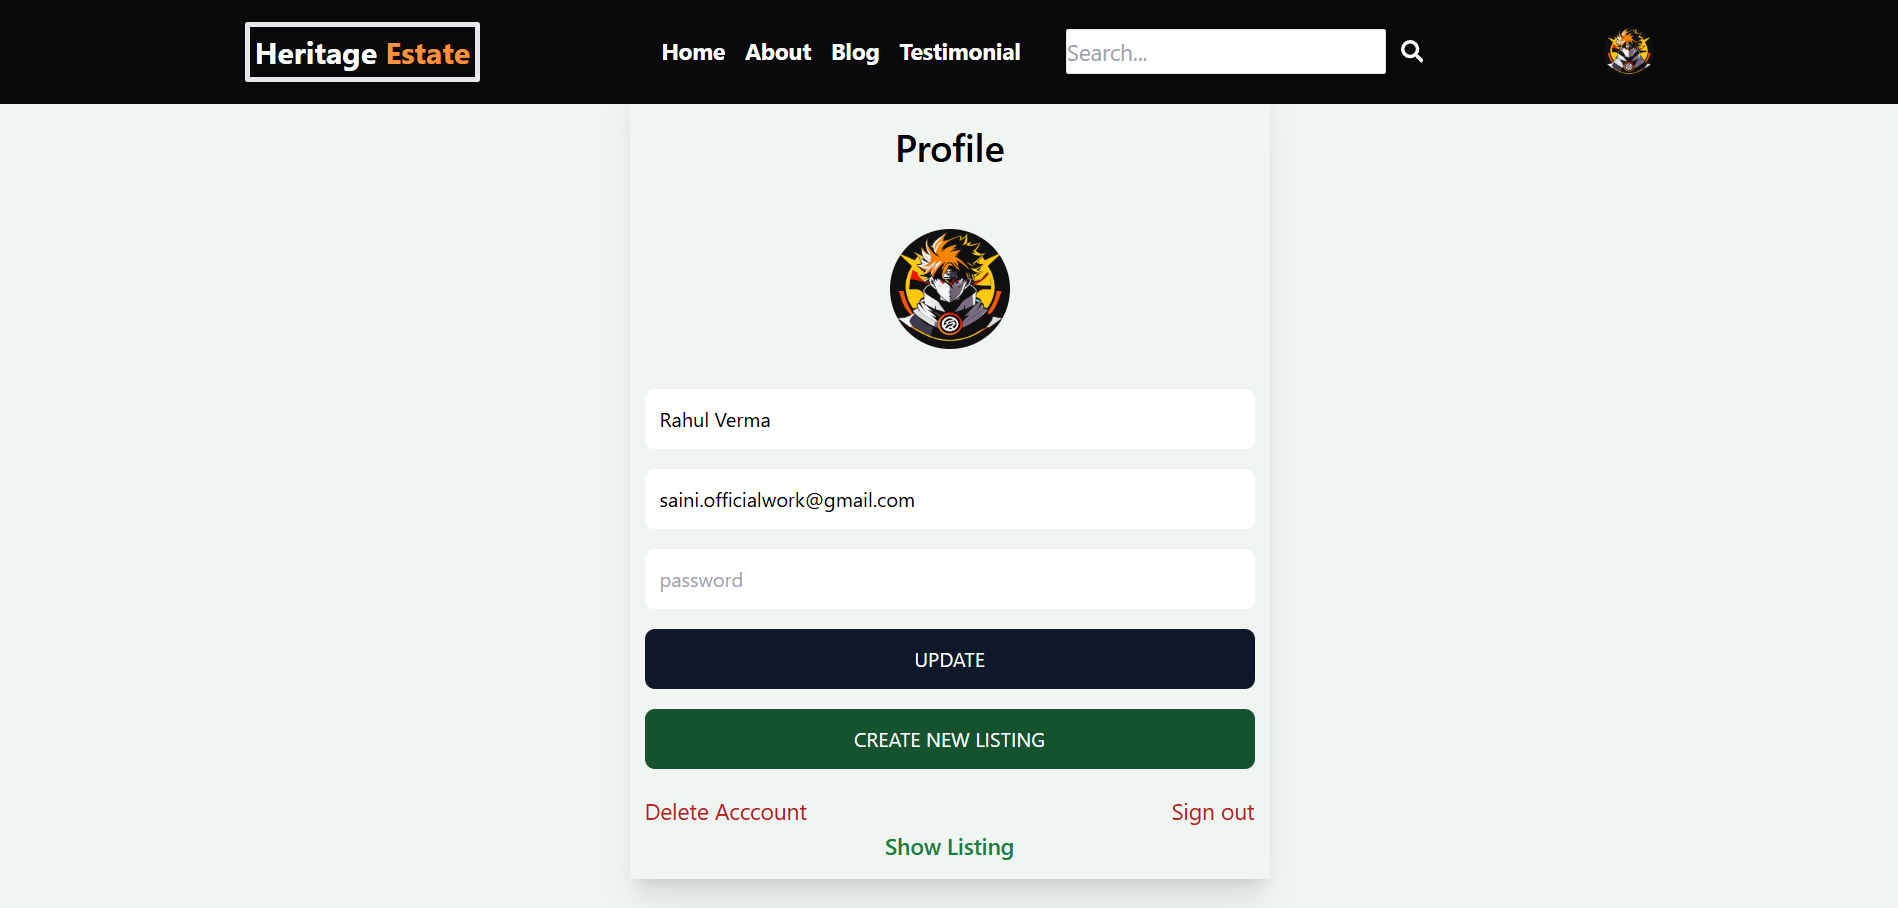 Heritage Estate
Home About Blog Testimonial
Search...
Profile
Rahul Verma
saini.officialwork@gmail.com
password
UPDATE
CREATE NEW LISTING
Delete Acccount
Sign out
Show Listing